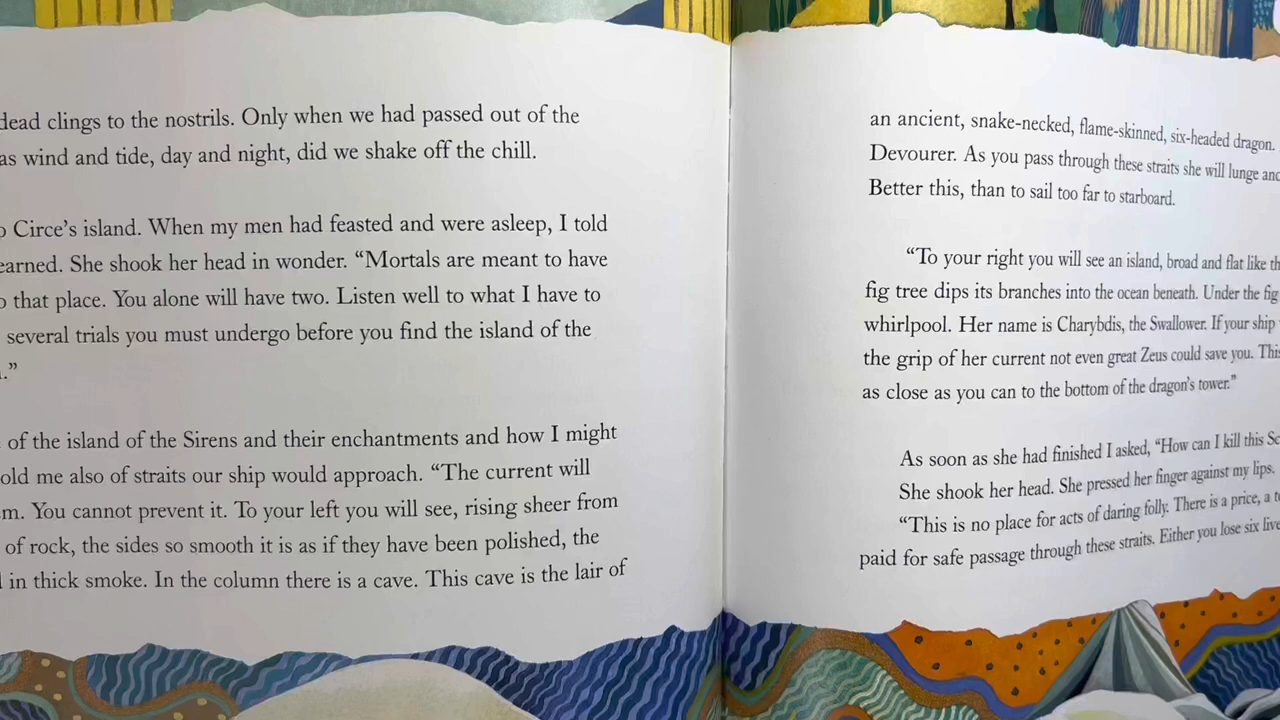 dead clings to the nostrils. Only when we had passed out of the
as wind and tide, day and night, did we shake off the chill.
Circe’s island. When my men had feasted and were asleep, I told
earned. She shook her head in wonder. “Mortals are meant to have
that place. You alone will have two. Listen well to what I have to
several trials you must undergo before you find the island of the
.”
of the island of the Sirens and their enchantments and how I might
old me also of straits our ship would approach. “The current will
m. You cannot prevent it. To your left you will see, rising sheer from
of rock, the sides so smooth it is as if they have been polished, the
in thick smoke. In the column there is a cave. This cave is the lair of
an ancient, snake-necked, flame-skinned, six-headed dragon.
Devourer. As you pass through these straits she will lunge and
Better this, than to sail too far to starboard.
“To your right you will see an island, broad and flat like th
fig tree dips its branches into the ocean beneath. Under the fig
whirlpool. Her name is Charybdis, the Swallower. If your ship
the grip of her current not even great Zeus could save you. This
as close as you can to the bottom of the dragon’s tower.”
As soon as she had finished I asked, “How can I kill this Sc
She shook her head. She pressed her finger against my lips.
“This is no place for acts of daring folly. There is a price, a to
paid for safe passage through these straits. Either you lose six live